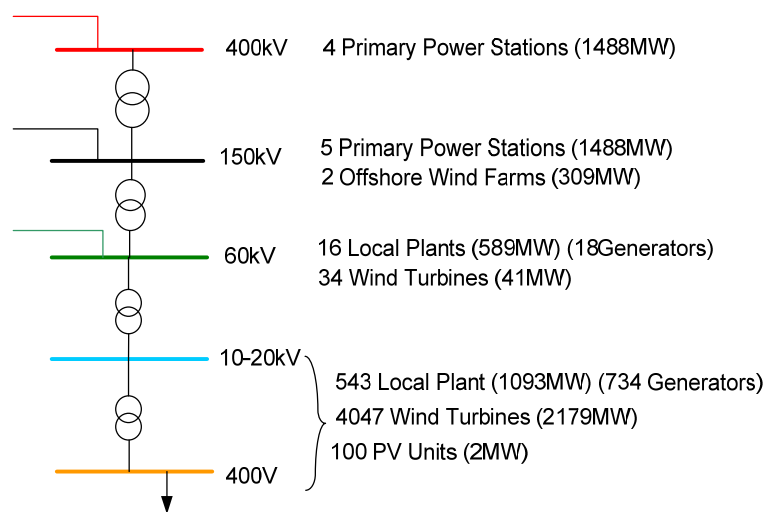 400kV 4 Primary Power Stations (1488MW)
150kV 5 Primary Power Stations (1488MW)
2 Offshore Wind Farms (309MW)
60kV 16 Local Plants (589MW) (18Generators)
34 Wind Turbines (41MW)
10-20kV
543 Local Plant (1093MW) (734 Generators)
4047 Wind Turbines (2179MW)
100 PV Units (2MW)
400V